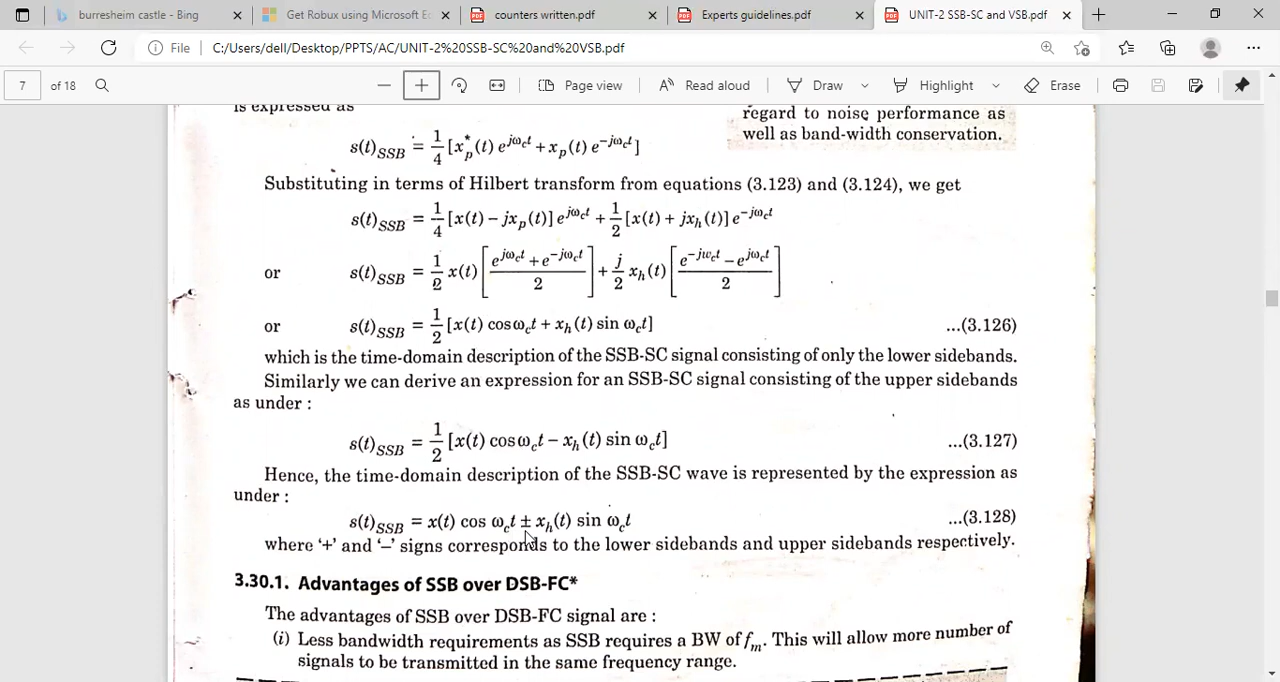 burresheim castle - Bing
Get Robux using Microsoft Ec
counters written.pdf
Experts guidelines.pdf
UNIT-2 SSB-SC and VSB.pdf
File C:/Users/dell/Desktop/PPTS/AC/UNIT-2%20SSB-SC%20and%20VSB.pdf
7 of 18 Page view Read aloud Draw Highlight Erase
is expressed as
regard to noise performance as
well as band-width conservation.
s(t)SSB = 1/4 [x*p(t) e^jωct + xp(t) e^–jωct]
Substituting in terms of Hilbert transform from equations (3.123) and (3.124), we get
s(t)SSB = 1/4 [x(t) – jxp(t)] e^jωct + 1/2 [x(t) + jxh(t)] e^–jωct
or s(t)SSB = 1/2 x(t) [(e^jωct + e^–jωct)/2] + j/2 xh(t) [(e^–jwct – e^jωct)/2]
or s(t)SSB = 1/2 [x(t) cosωct + xh(t) sin ωct] ...(3.126)
which is the time-domain description of the SSB-SC signal consisting of only the lower sidebands.
Similarly we can derive an expression for an SSB-SC signal consisting of the upper sidebands
as under :
s(t)SSB = 1/2 [x(t) cosωct – xh(t) sin ωct] ...(3.127)
Hence, the time-domain description of the SSB-SC wave is represented by the expression as
under :
s(t)SSB = x(t) cos ωct ± xh(t) sin ωct ...(3.128)
where ‘+’ and ‘–’ signs corresponds to the lower sidebands and upper sidebands respectively.
3.30.1. Advantages of SSB over DSB-FC*
The advantages of SSB over DSB-FC signal are :
(i) Less bandwidth requirements as SSB requires a BW of fm. This will allow more number of
signals to be transmitted in the same frequency range.